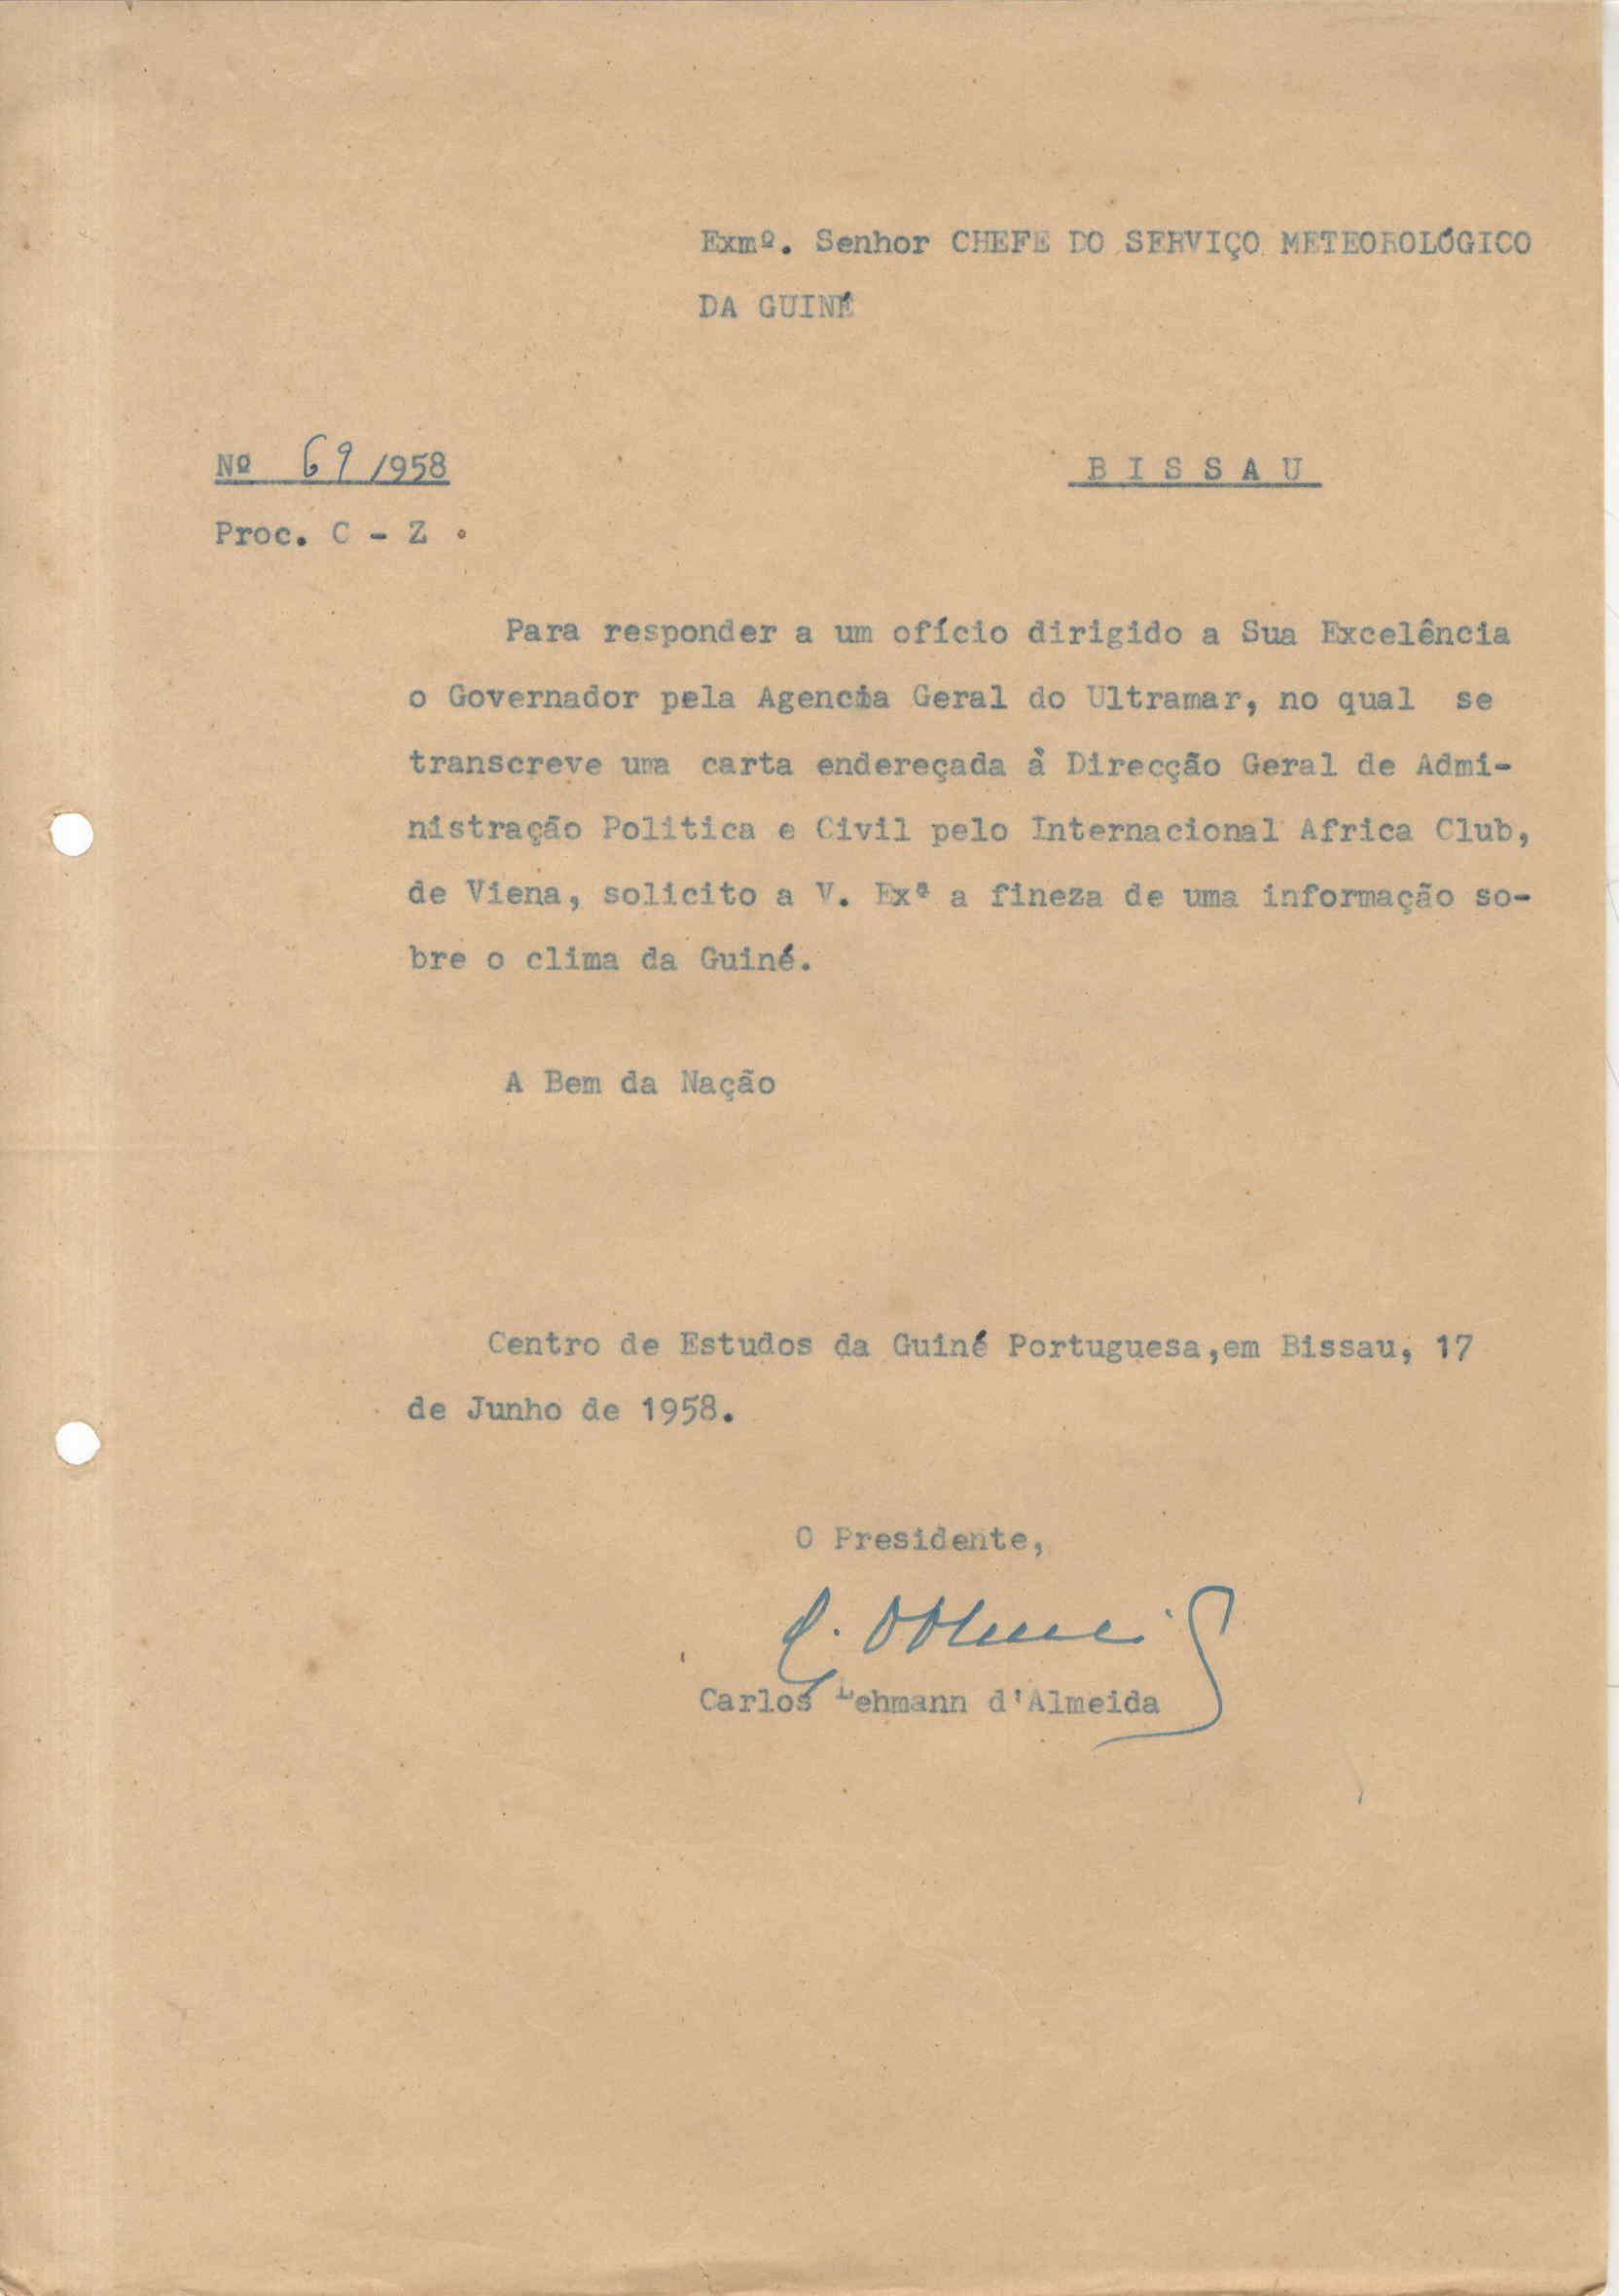 Exmº. Senhor CHEFE DO SERVIÇO METEOROLÓGICO
DA GUINÉ
Nº 69/1958
B I S S A U
Proc. C - Z .
Para responder a um ofício dirigido a Sua Excelência
o Governador pela Agencia Geral do Ultramar, no qual se
transcreve uma carta endereçada à Direcção Geral de Admi-
nistração Politica e Civil pelo Internacional Africa Club,
de Viena, solicito a V. Exª a fineza de uma informação so-
bre o clima da Guiné.
A Bem da Nação
Centro de Estudos da Guiné Portuguesa,em Bissau, 17
de Junho de 1958.
O Presidente,
Carlos Lehmann d'Almeida